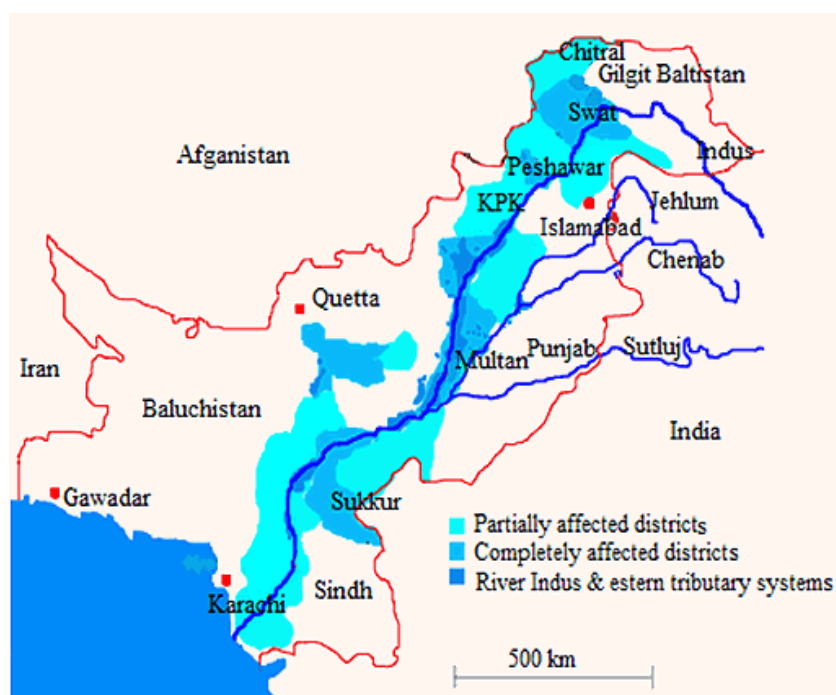 Chitral
Gilgit Baltistan
Swat
Afganistan
Indus
Peshawar
KPK
Jehlum
Islamabad
Chenab
Quetta
Multan
Punjab
Sutluj
Iran
Baluchistan
India
Gawadar
Sukkur
Partially affected districts
Completely affected districts
River Indus & estern tributary systems
Sindh
Karachi
500 km